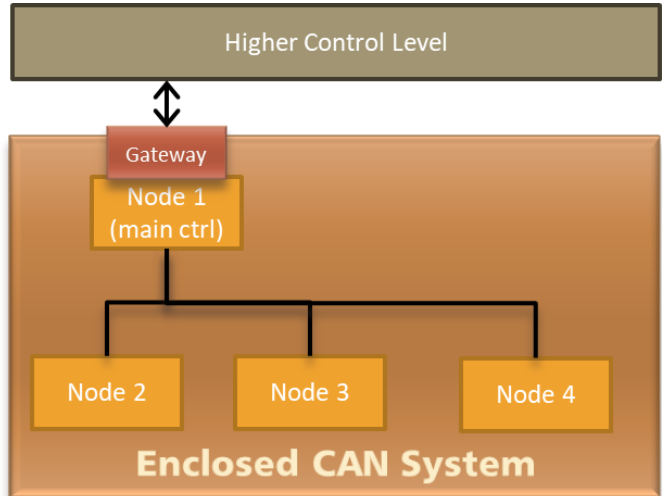 Higher Control Level
Gateway
Node 1
(main ctrl)
Node 2
Node 3
Node 4
Enclosed CAN System